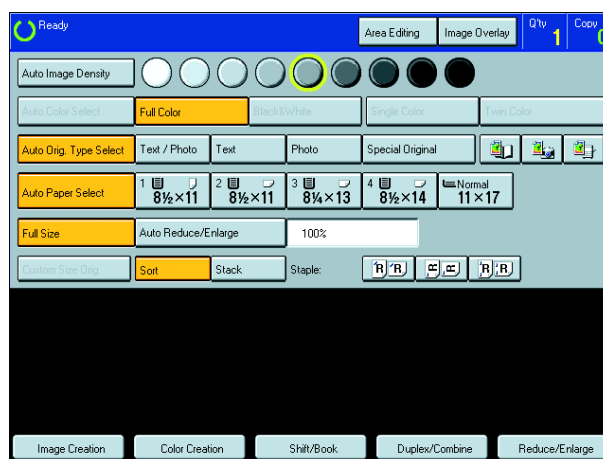 Ready Area Editing Image Overlay Q'ty 1 Copy
Auto Image Density
Auto Color Select Full Color Black&White Single Color Twin Color
Auto Orig. Type Select Text / Photo Text Photo Special Original
Auto Paper Select 1 8½×11 2 8½×11 3 8¼×13 4 8½×14 Normal 11×17
Full Size Auto Reduce/Enlarge 100%
Custom Size Orig. Sort Stack Staple: R R R R R R
Image Creation Color Creation Shift/Book Duplex/Combine Reduce/Enlarge